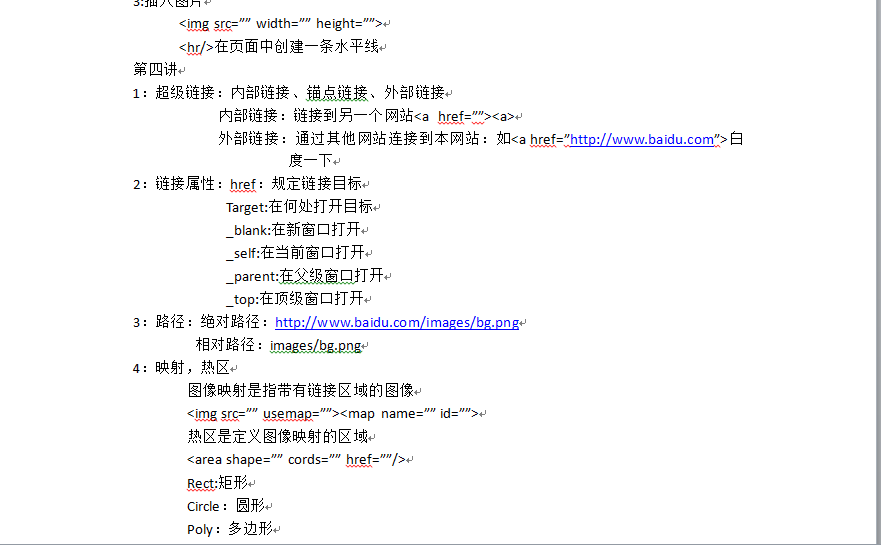 3:插入图片
<img src="" width="" height="">
<hr/>在页面中创建一条水平线
第四讲
1：超级链接：内部链接、锚点链接、外部链接
内部链接：链接到另一个网站<a  href=""><a>
外部链接：通过其他网站连接到本网站：如<a href="http://www.baidu.com">白
度一下
2：链接属性：href：规定链接目标
Target:在何处打开目标
_blank:在新窗口打开
_self:在当前窗口打开
_parent:在父级窗口打开
_top:在顶级窗口打开
3：路径：绝对路径：http://www.baidu.com/images/bg.png
相对路径：images/bg.png
4：映射，热区
图像映射是指带有链接区域的图像
<img src="" usemap=""><map name="" id="">
热区是定义图像映射的区域
<area shape="" cords="" href=""/>
Rect:矩形
Circle：圆形
Poly：多边形